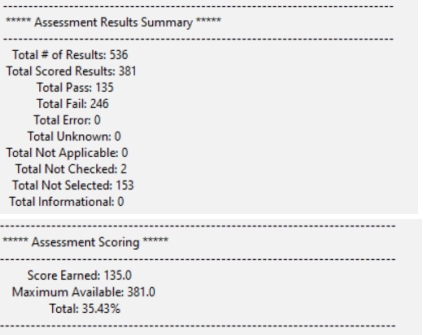 ***** Assessment Results Summary *****
Total # of Results: 536
Total Scored Results: 381
Total Pass: 135
Total Fail: 246
Total Error: 0
Total Unknown: 0
Total Not Applicable: 0
Total Not Checked: 2
Total Not Selected: 153
Total Informational: 0
***** Assessment Scoring *****
Score Earned: 135.0
Maximum Available: 381.0
Total: 35.43%